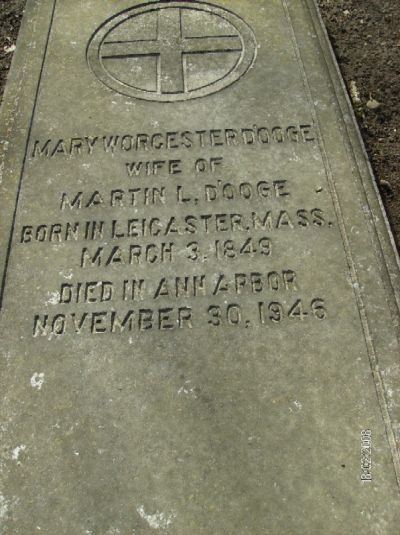 MARY WORCESTER D'OOGE
WIFE OF
MARTIN L. D'OOGE
BORN IN LEICASTER, MASS.
MARCH 3, 1849
DIED IN ANN ARBOR
NOVEMBER 30, 1946
18-02-2008